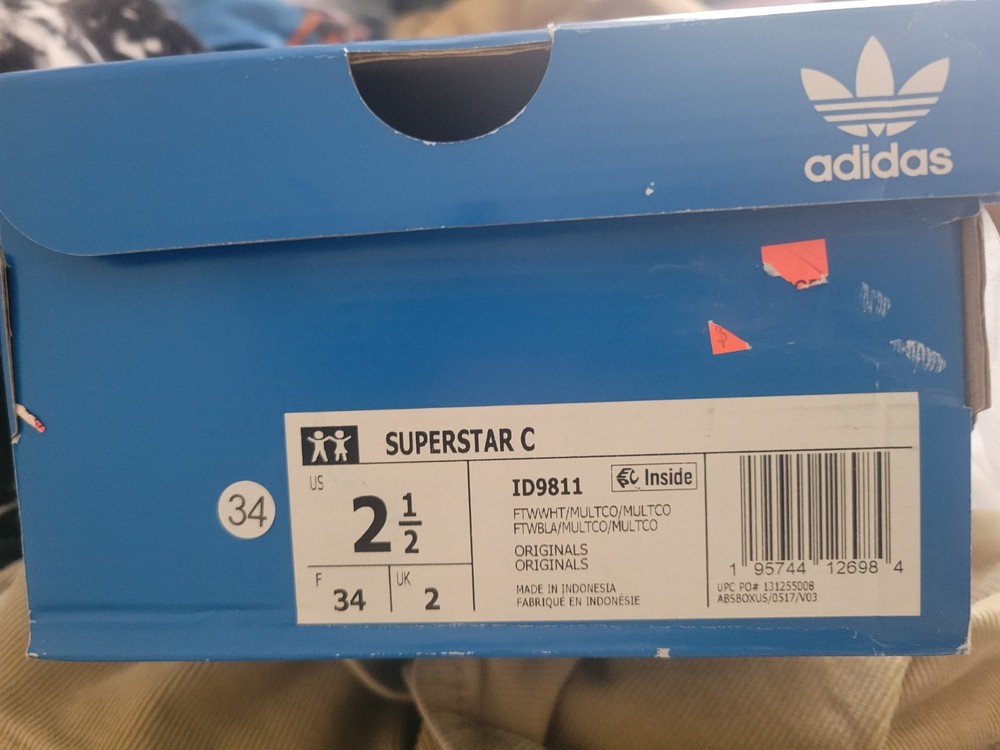 adidas
SUPERSTAR C
US
2 1/2
F
34
UK
2
ID9811
Inside
FTWWHT/MULTCO/MULTCO
FTWBLA/MULTCO/MULTCO
ORIGINALS
ORIGINALS
MADE IN INDONESIA
FABRIQUÉ EN INDONÉSIE
1 95744 12698 4
UPC PO# 131255008
ABSBOXUS/0517/V03
34